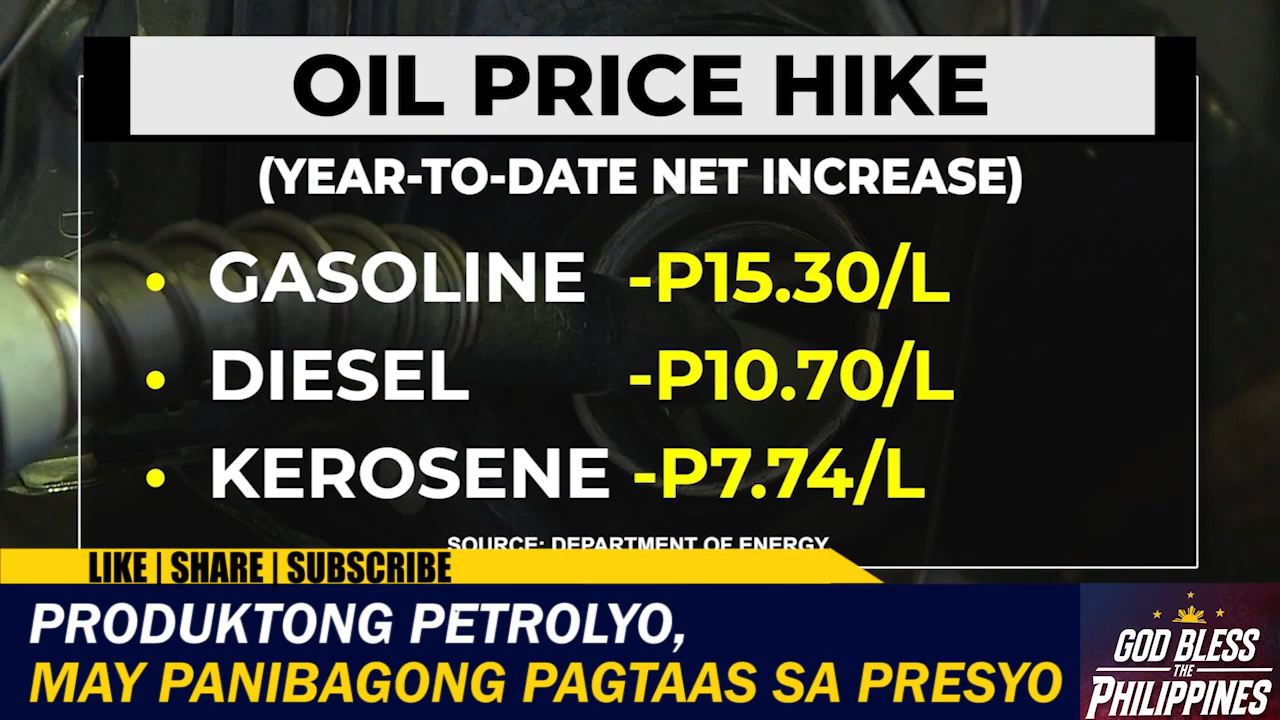 OIL PRICE HIKE
(YEAR-TO-DATE NET INCREASE)
• GASOLINE -P15.30/L
• DIESEL -P10.70/L
• KEROSENE -P7.74/L
SOURCE: DEPARTMENT OF ENERGY
LIKE | SHARE | SUBSCRIBE
PRODUKTONG PETROLYO,
MAY PANIBAGONG PAGTAAS SA PRESYO
GOD BLESS
THE
PHILIPPINES